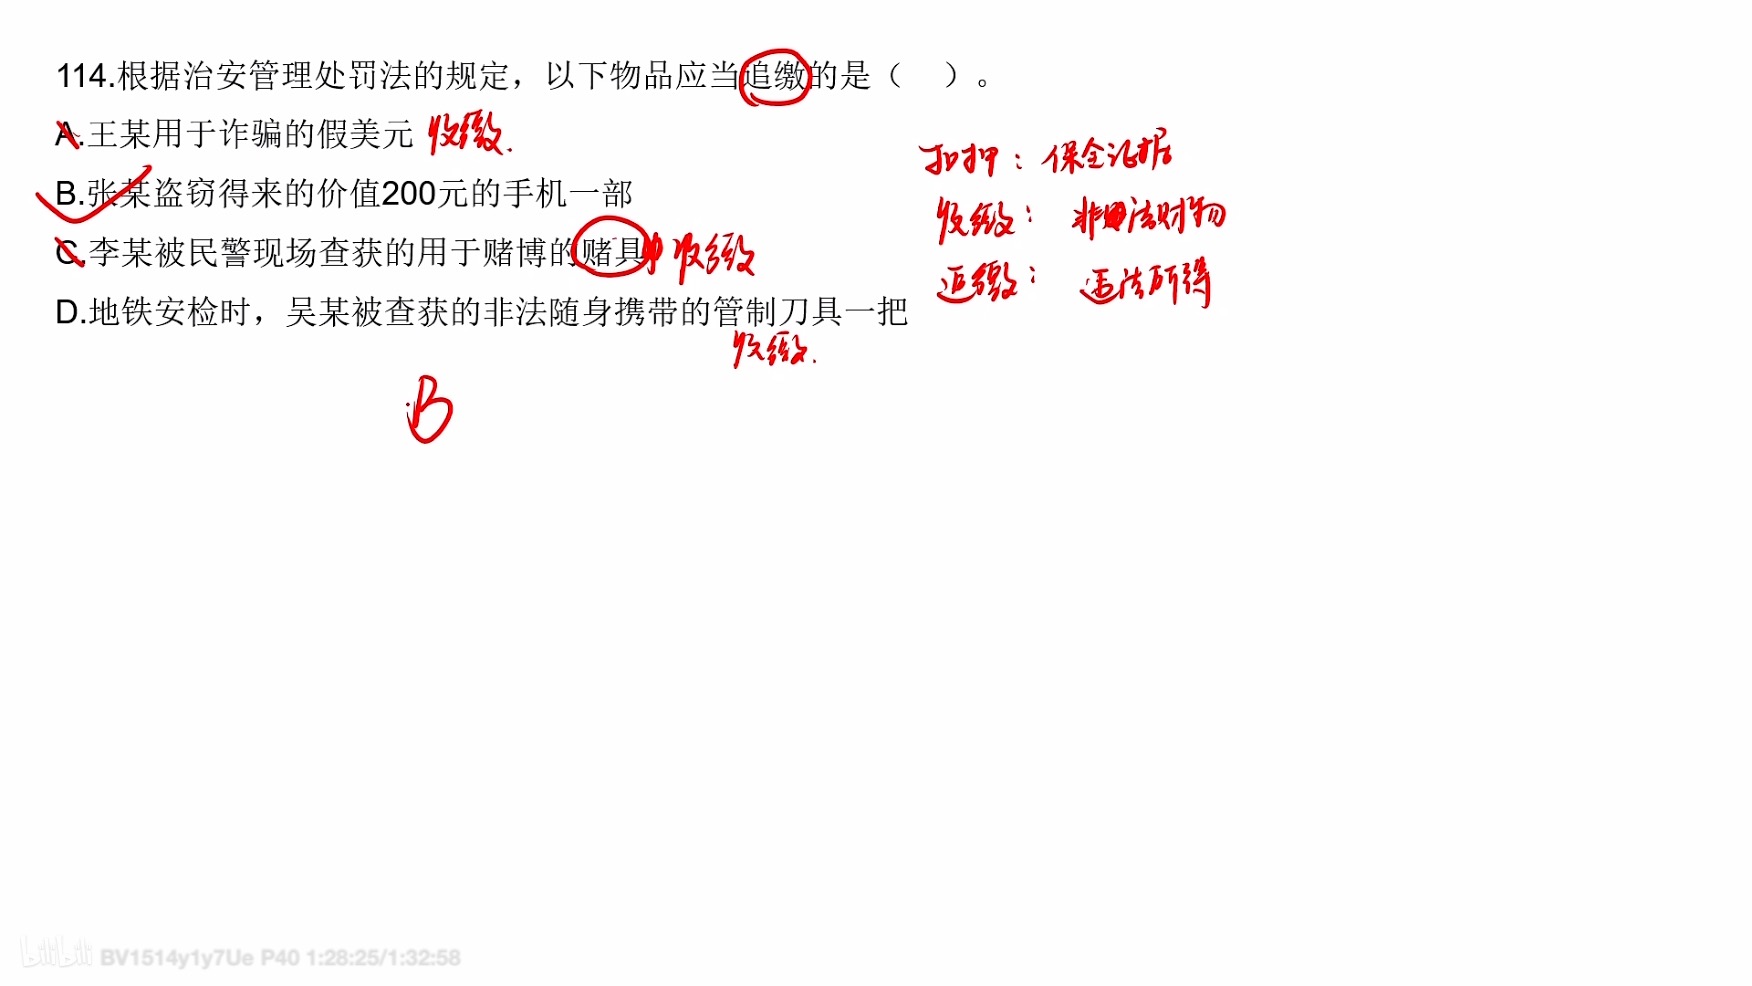 114.根据治安管理处罚法的规定，以下物品应当追缴的是（　）。
A.王某用于诈骗的假美元 收缴.
B.张某盗窃得来的价值200元的手机一部
C.李某被民警现场查获的用于赌博的赌具 收缴
D.地铁安检时，吴某被查获的非法随身携带的管制刀具一把
收缴.
B
扣押：保全证据
收缴：非法财物
追缴：违法所得
bilibili BV1514y1y7Ue P40 1:28:25/1:32:58